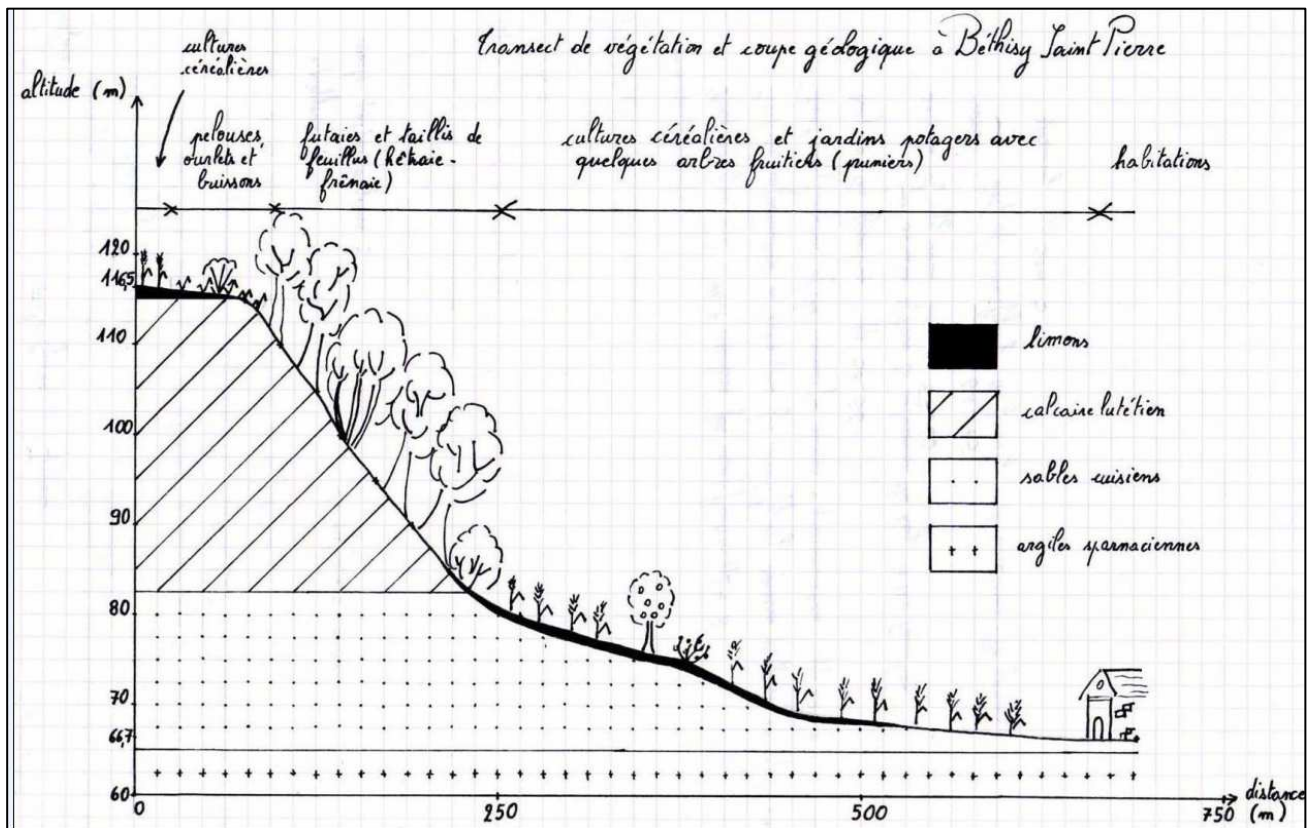 Transect de végétation et coupe géologique à Béthisy Saint Pierre
cultures
céréalières
altitude (m)
pelouses,
ourlets et
buissons
futaies et taillis de
feuillus (hêtraie-
frênaie)
cultures céréalières et jardins potagers avec
quelques arbres fruitiers (pruniers)
habitations
120
116,5
110
100
90
80
70
66,7
60
limons
calcaire lutétien
sables cuisiens
argiles sparnaciennes
0
250
500
750
distance
(m)